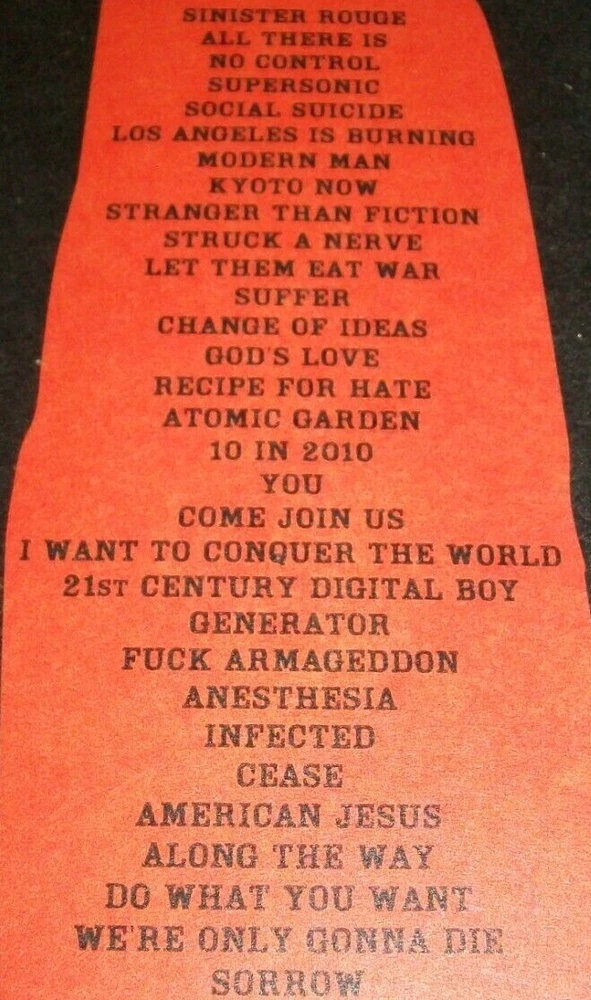 SINISTER ROUGE
ALL THERE IS
NO CONTROL
SUPERSONIC
SOCIAL SUICIDE
LOS ANGELES IS BURNING
MODERN MAN
KYOTO NOW
STRANGER THAN FICTION
STRUCK A NERVE
LET THEM EAT WAR
SUFFER
CHANGE OF IDEAS
GOD'S LOVE
RECIPE FOR HATE
ATOMIC GARDEN
10 IN 2010
YOU
COME JOIN US
I WANT TO CONQUER THE WORLD
21ST CENTURY DIGITAL BOY
GENERATOR
FUCK ARMAGEDDON
ANESTHESIA
INFECTED
CEASE
AMERICAN JESUS
ALONG THE WAY
DO WHAT YOU WANT
WE'RE ONLY GONNA DIE
SORROW